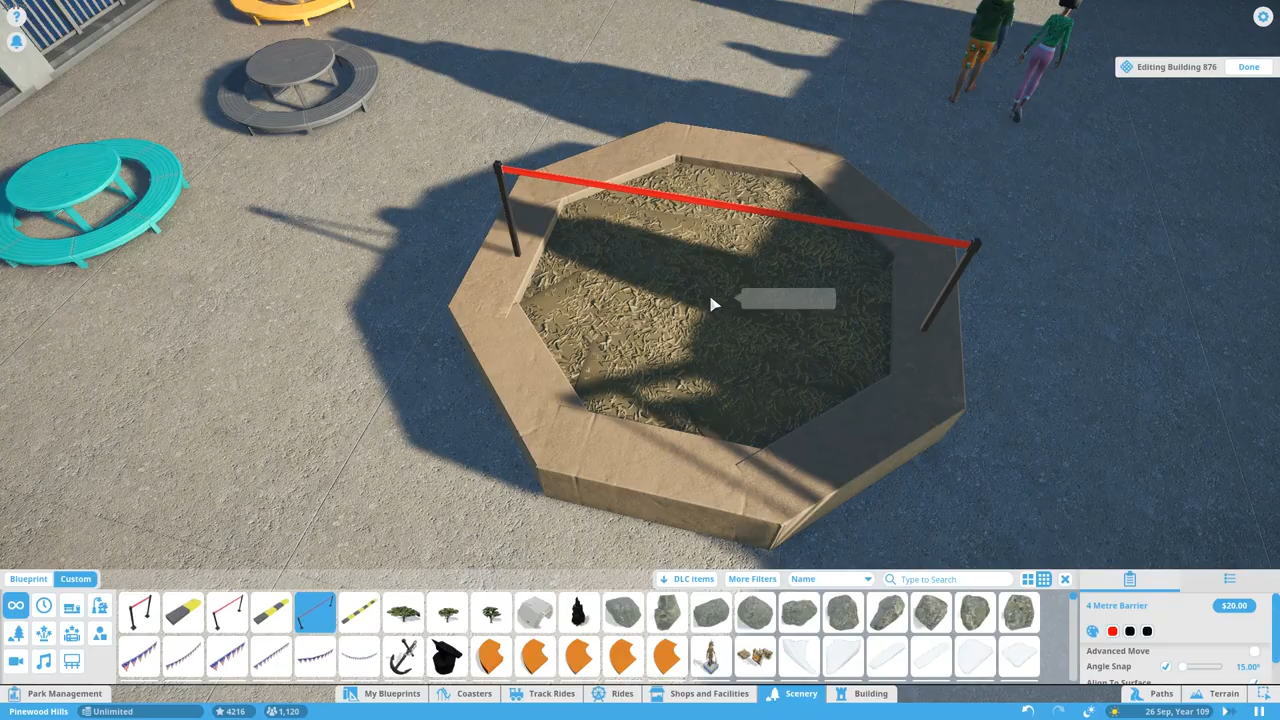 ?
Editing Building 876
Done
Blueprint
Custom
DLC items
More Filters
Name
Type to Search
4 Metre Barrier
$20.00
Advanced Move
Angle Snap
15.00°
Align To Surface
Park Management
My Blueprints
Coasters
Track Rides
Rides
Shops and Facilities
Scenery
Building
Paths
Terrain
Pinewood Hills
Unlimited
4216
1,120
26 Sep, Year 109